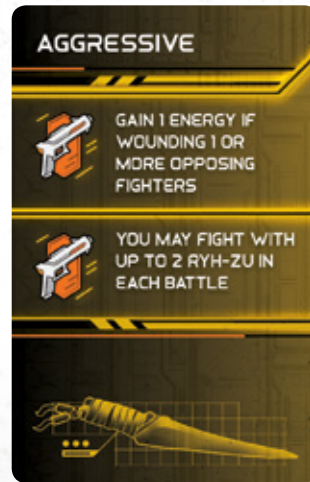 AGGRESSIVE
GAIN 1 ENERGY IF
WOUNDING 1 OR
MORE OPPOSING
FIGHTERS
YOU MAY FIGHT WITH
UP TO 2 RYH-ZU IN
EACH BATTLE